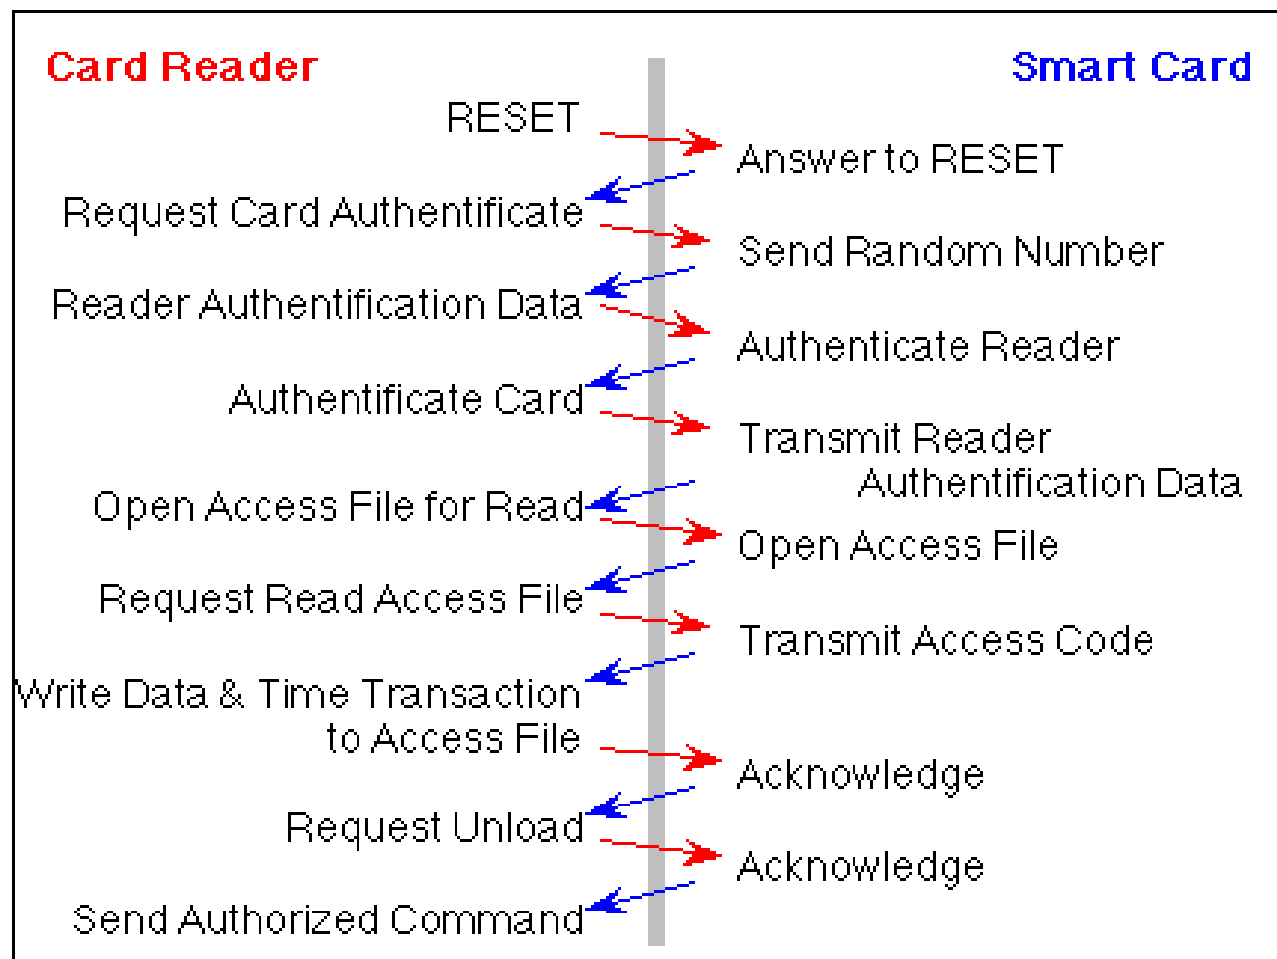 Card Reader
Smart Card
RESET
Answer to RESET
Request Card Authentificate
Send Random Number
Reader Authentification Data
Authenticate Reader
Authentificate Card
Transmit Reader
Authentification Data
Open Access File for Read
Open Access File
Request Read Access File
Transmit Access Code
Write Data & Time Transaction
to Access File
Acknowledge
Request Unload
Acknowledge
Send Authorized Command